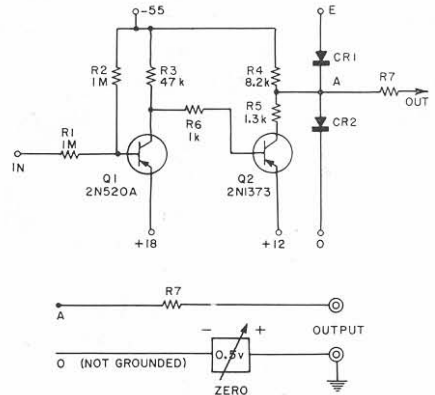 -55
E
R2
1M
R3
47k
R4
8.2k
CR1
A
R7
OUT
R5
1.3k
R6
1k
CR2
R1
1M
IN
Q1
2N520A
Q2
2N1373
+18
+12
0
R7
A
OUTPUT
- +
0.5v
0 (NOT GROUNDED)
ZERO